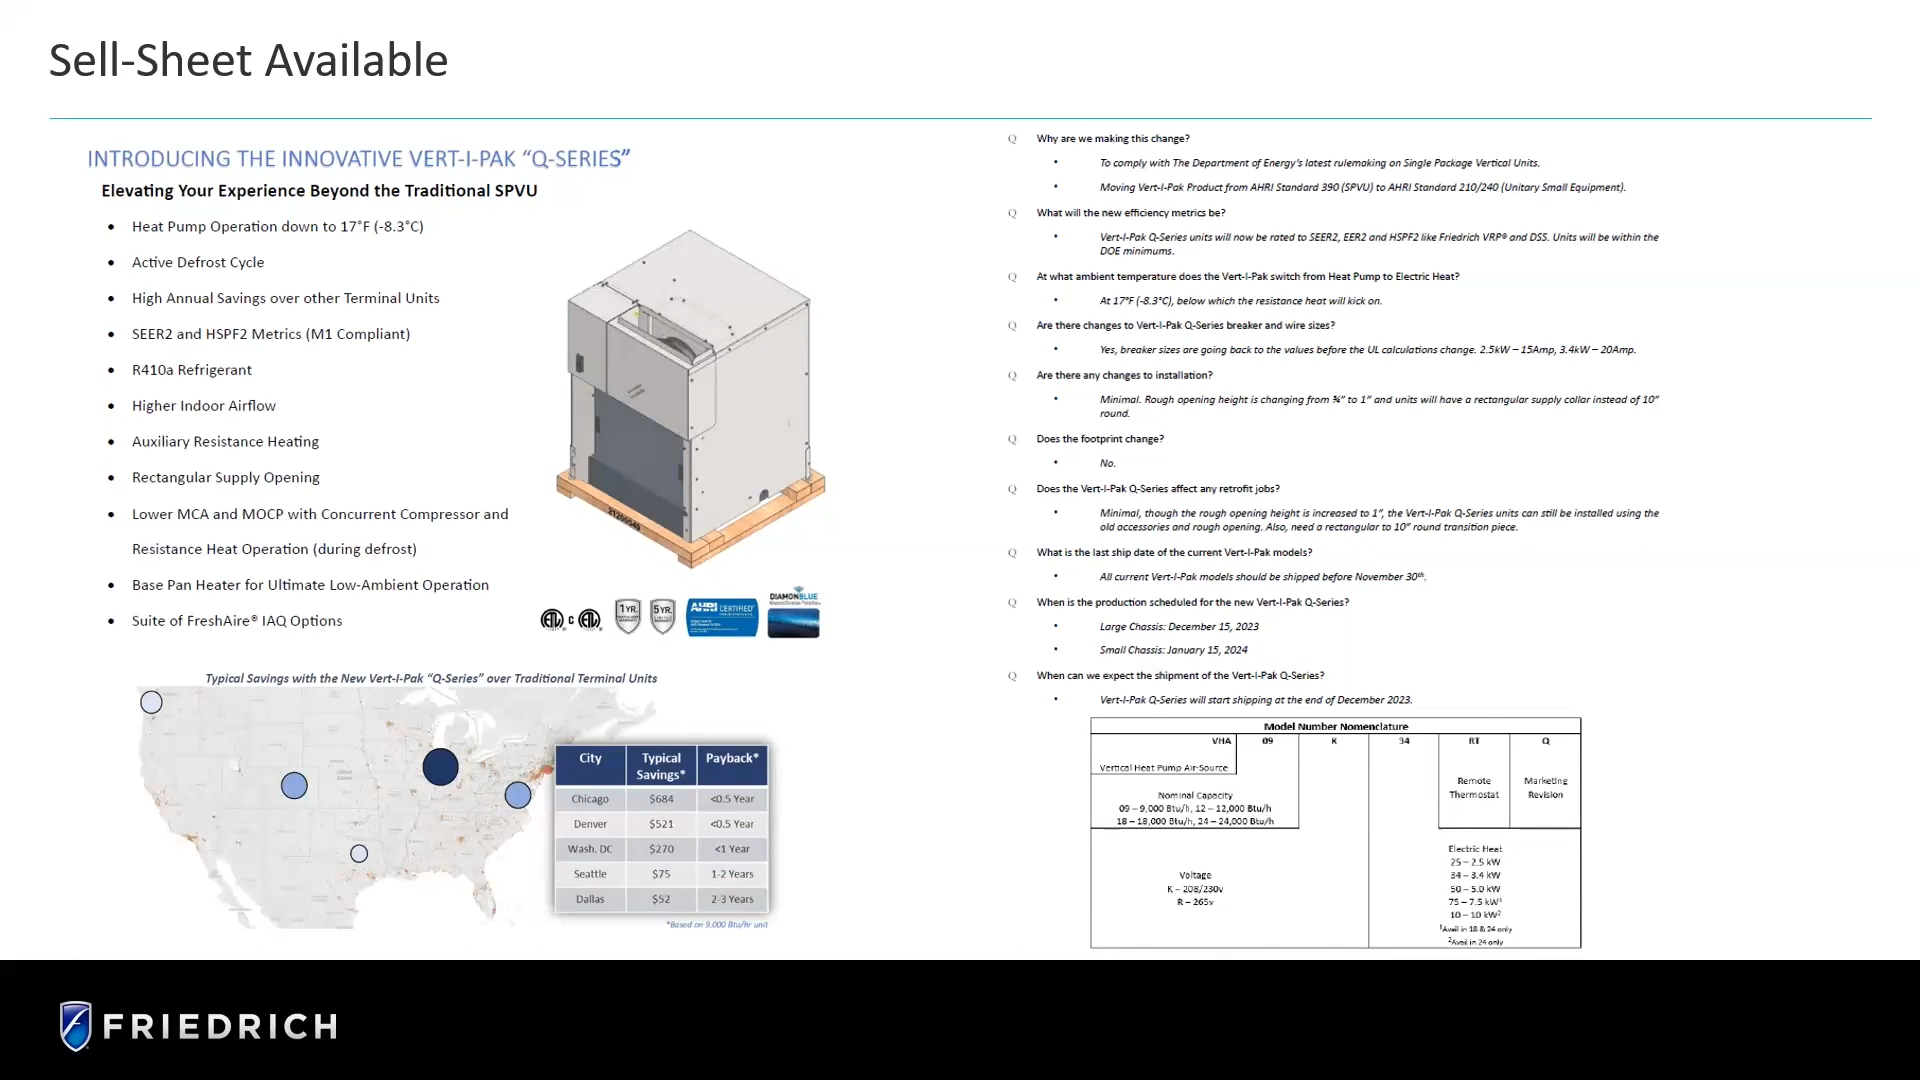 Sell-Sheet Available
INTRODUCING THE INNOVATIVE VERT-I-PAK “Q-SERIES”
Elevating Your Experience Beyond the Traditional SPVU
• Heat Pump Operation down to 17°F (-8.3°C)
• Active Defrost Cycle
• High Annual Savings over other Terminal Units
• SEER2 and HSPF2 Metrics (M1 Compliant)
• R410a Refrigerant
• Higher Indoor Airflow
• Auxiliary Resistance Heating
• Rectangular Supply Opening
• Lower MCA and MOCP with Concurrent Compressor and
Resistance Heat Operation (during defrost)
• Base Pan Heater for Ultimate Low-Ambient Operation
• Suite of FreshAire® IAQ Options
21200049
c
1YR.
5YR.
AHRI CERTIFIED
DIAMONBLUE
Typical Savings with the New Vert-I-Pak “Q-Series” over Traditional Terminal Units
City Typical Savings* Payback*
Chicago $684 <0.5 Year
Denver $521 <0.5 Year
Wash. DC $270 <1 Year
Seattle $75 1-2 Years
Dallas $52 2-3 Years
*Based on 9,000 Btu/hr unit
Q Why are we making this change?
• To comply with The Department of Energy’s latest rulemaking on Single Package Vertical Units.
• Moving Vert-I-Pak Product from AHRI Standard 390 (SPVU) to AHRI Standard 210/240 (Unitary Small Equipment).
Q What will the new efficiency metrics be?
• Vert-I-Pak Q-Series units will now be rated to SEER2, EER2 and HSPF2 like Friedrich VRP® and DSS. Units will be within the
DOE minimums.
Q At what ambient temperature does the Vert-I-Pak switch from Heat Pump to Electric Heat?
• At 17°F (-8.3°C), below which the resistance heat will kick on.
Q Are there changes to Vert-I-Pak Q-Series breaker and wire sizes?
• Yes, breaker sizes are going back to the values before the UL calculations change. 2.5kW – 15Amp, 3.4kW – 20Amp.
Q Are there any changes to installation?
• Minimal. Rough opening height is changing from ¾” to 1” and units will have a rectangular supply collar instead of 10”
round.
Q Does the footprint change?
• No.
Q Does the Vert-I-Pak Q-Series affect any retrofit jobs?
• Minimal, though the rough opening height is increased to 1”, the Vert-I-Pak Q-Series units can still be installed using the
old accessories and rough opening. Also, need a rectangular to 10” round transition piece.
Q What is the last ship date of the current Vert-I-Pak models?
• All current Vert-I-Pak models should be shipped before November 30th.
Q When is the production scheduled for the new Vert-I-Pak Q-Series?
• Large Chassis: December 15, 2023
• Small Chassis: January 15, 2024
Q When can we expect the shipment of the Vert-I-Pak Q-Series?
• Vert-I-Pak Q-Series will start shipping at the end of December 2023.
Model Number Nomenclature
VHA 09 K 34 RT Q
Vertical Heat Pump Air-Source
Remote Thermostat
Marketing Revision
Nominal Capacity
09 – 9,000 Btu/h, 12 – 12,000 Btu/h
18 – 18,000 Btu/h, 24 – 24,000 Btu/h
Voltage
K – 208/230v
R – 265v
Electric Heat
25 – 2.5 kW
34 – 3.4 kW
50 – 5.0 kW
75 – 7.5 kW1
10 – 10 kW2
1Avail in 18 & 24 only
2Avail in 24 only
FRIEDRICH